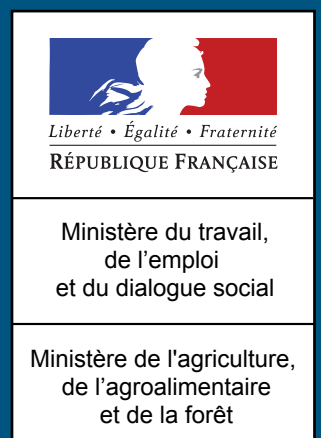 Liberté • Égalité • Fraternité
RÉPUBLIQUE FRANÇAISE
Ministère du travail,
de l’emploi
et du dialogue social
Ministère de l'agriculture,
de l’agroalimentaire
et de la forêt